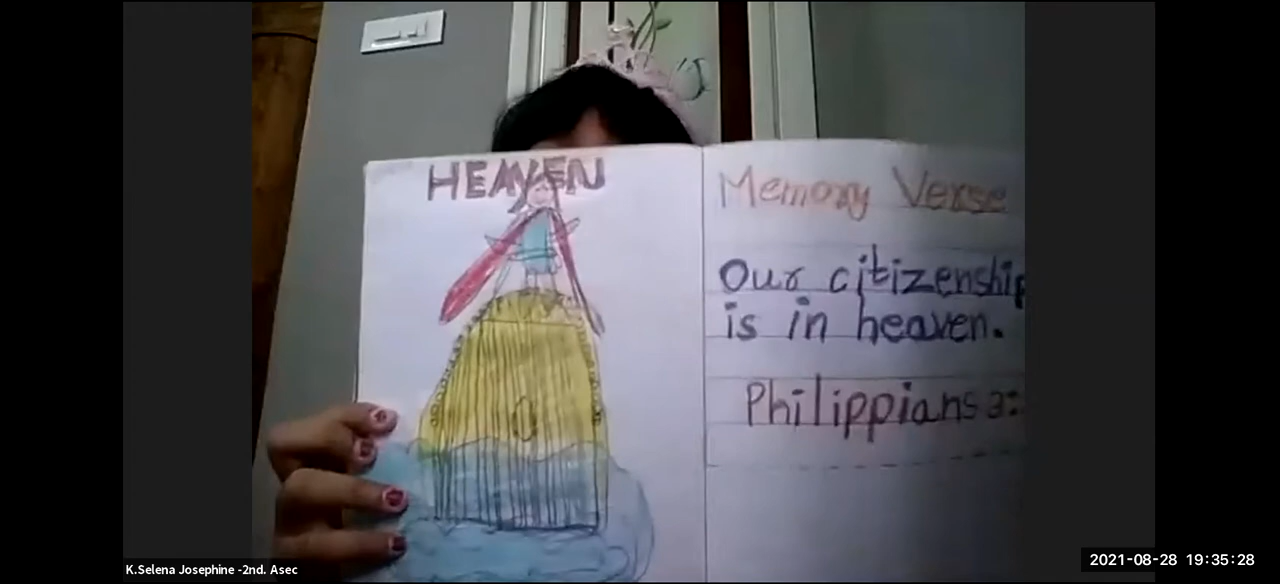 HEAVEN
Memory Verse
Our citizenship
is in heaven.
Philippians 3:
K.Selena Josephine -2nd. Asec
2021-08-28 19:35:28